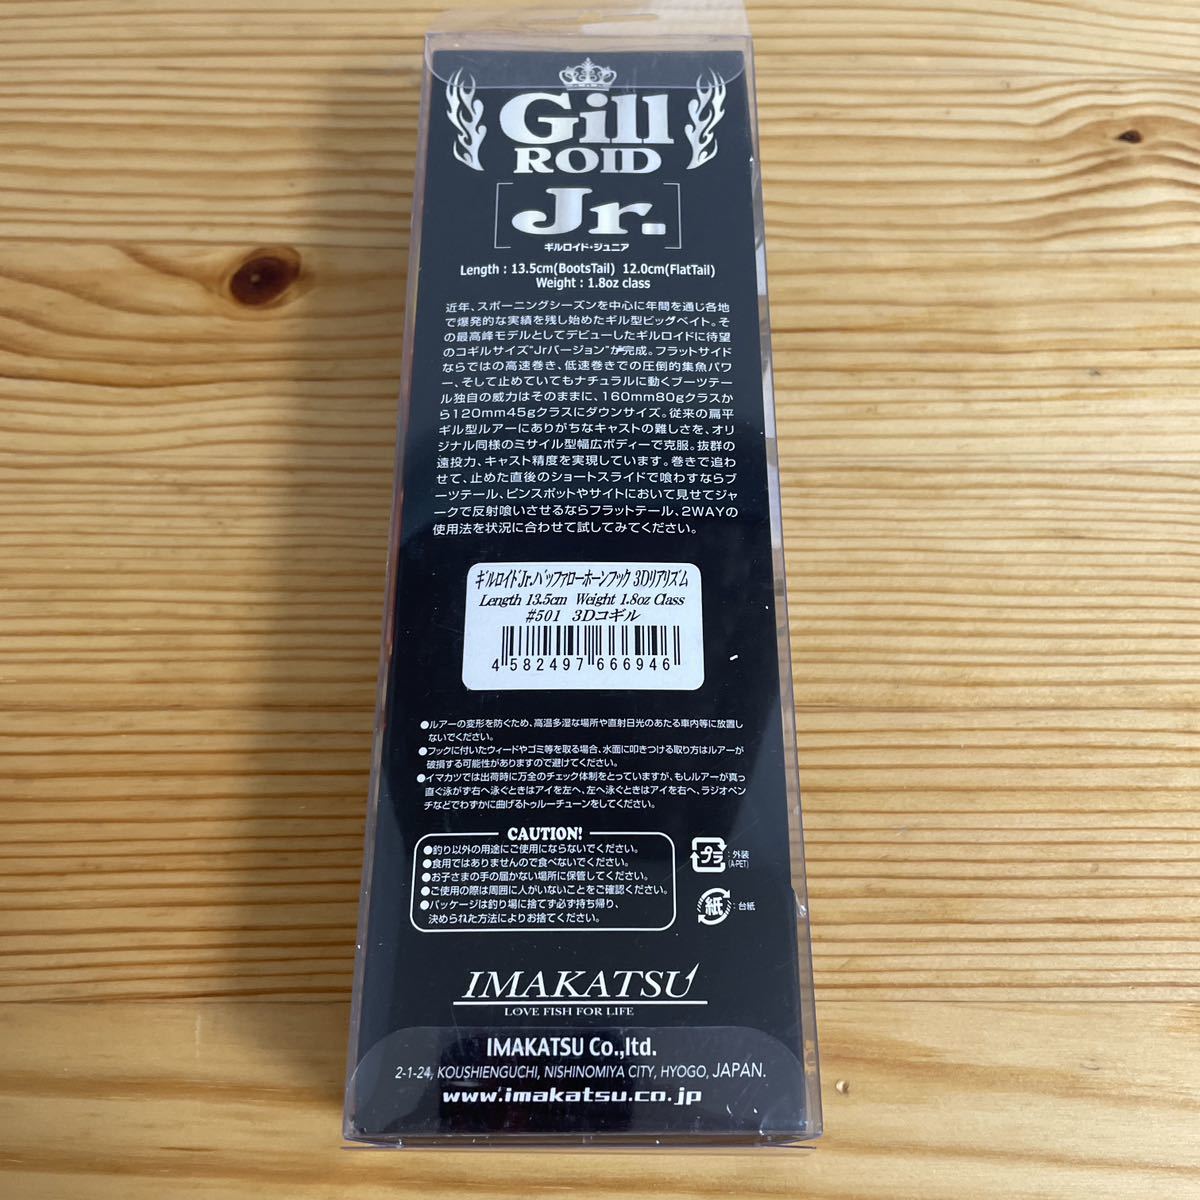 Gill
ROID
Jr.
ギルロイド・ジュニア
Length : 13.5cm(BootsTail) 12.0cm(FlatTail)
Weight : 1.8oz class
近年、スポーニングシーズンを中心に年間を通じ各地
で爆発的な実績を残し始めたギル型ビッグベイト。そ
の最高峰モデルとしてデビューしたギルロイドに待望
のコギルサイズ"Jrバージョン"が完成。フラットサイド
ならではの高速巻き、低速巻きでの圧倒的集魚パワ
ー、そして止めていてもナチュラルに動くブーツテー
ル独自の威力はそのままに、160mm80gクラスか
ら120mm45gクラスにダウンサイズ。従来の扁平
ギル型ルアーにありがちなキャストの難しさを、オリ
ジナル同様のミサイル型幅広ボディーで克服。抜群の
遠投力、キャスト精度を実現しています。巻きで追わ
せて、止めた直後のショートスライドで喰わすならブ
ーツテール、ピンスポットやサイトにおいて見せてジャ
ークで反射喰いさせるならフラットテール、2WAYの
使用法を状況に合わせて試してみてください。
ギルロイドJr.バッファローホーンフック 3Dリアリズム
Length 13.5cm Weight 1.8oz Class
#501 3Dコギル
4 582497 666946
●ルアーの変形を防ぐため、高温多湿な場所や直射日光のあたる車内等に放置し
ないでください。
●フックに付いたウィードやゴミ等を取る場合、水面に叩きつける取り方はルアーが
破損する可能性がありますので避けてください。
●イマカツでは出荷時に万全のチェック体制をとっていますが、もしルアーが真っ
直ぐ泳がず右へ泳ぐときはアイを左へ、左へ泳ぐときはアイを右へ、ラジオペン
チなどでわずかに曲げるトゥルーチューンをしてください。
CAUTION!
●釣り以外の用途にご使用にならないでください。
●食用ではありませんので食べないでください。
●お子さまの手の届かない場所に保管してください。
●ご使用の際は周囲に人がいないことをご確認ください。
●パッケージは釣り場に捨てず必ず持ち帰り、
決められた方法によりお捨てください。
プラ : 外装
(A-PET)
紙 : 台紙
IMAKATSU
LOVE FISH FOR LIFE
IMAKATSU Co.,ltd.
2-1-24, KOUSHIENGUCHI, NISHINOMIYA CITY, HYOGO, JAPAN.
www.imakatsu.co.jp